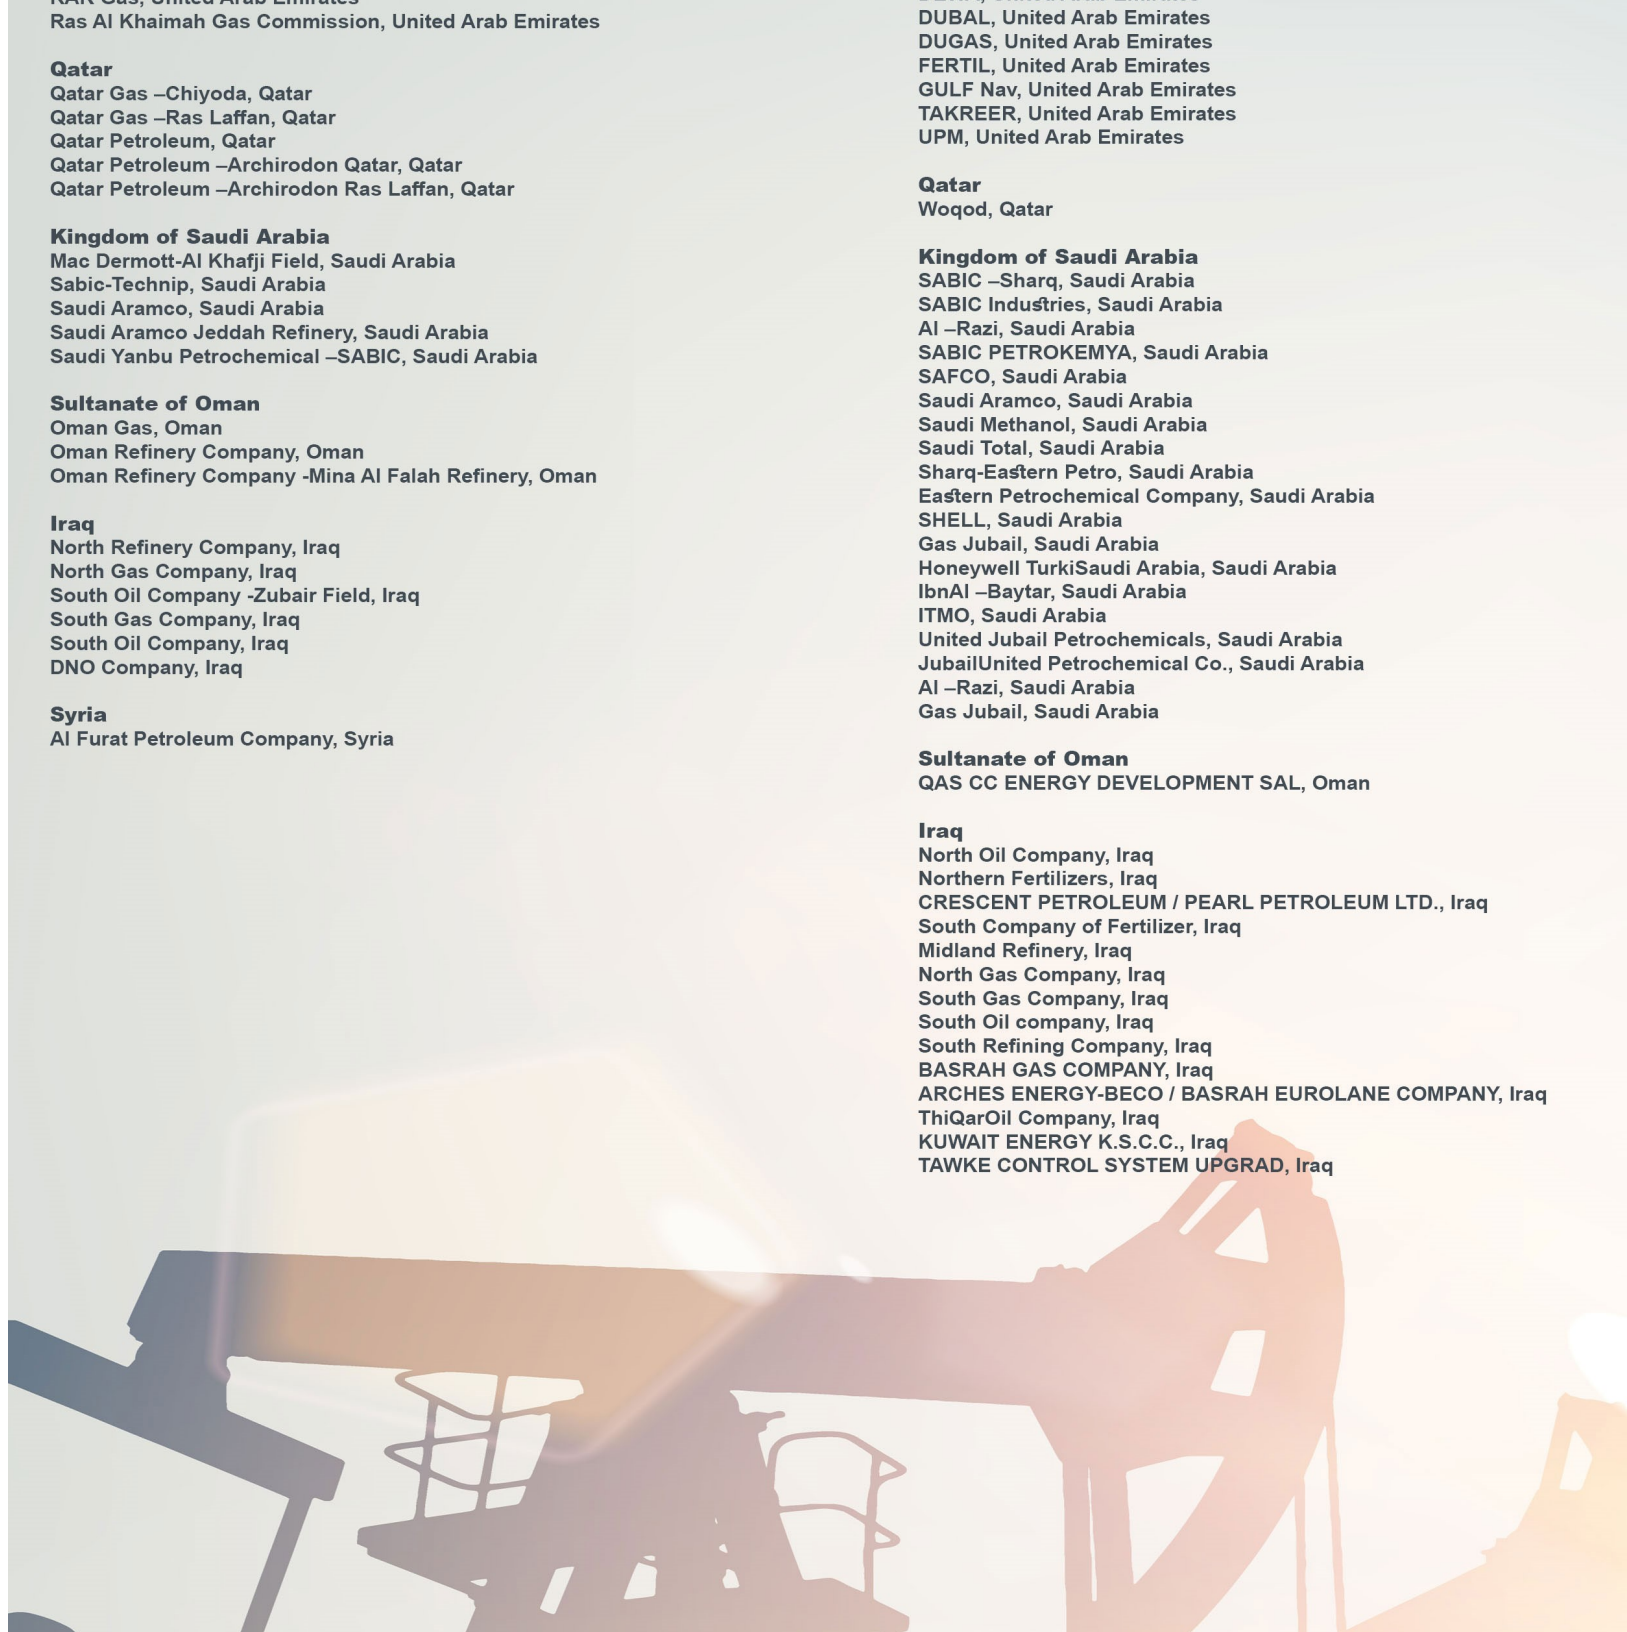 Ras Al Khaimah Gas Commission, United Arab Emirates
Qatar
Qatar Gas –Chiyoda, Qatar
Qatar Gas –Ras Laffan, Qatar
Qatar Petroleum, Qatar
Qatar Petroleum –Archirodon Qatar, Qatar
Qatar Petroleum –Archirodon Ras Laffan, Qatar
Kingdom of Saudi Arabia
Mac Dermott-Al Khafji Field, Saudi Arabia
Sabic-Technip, Saudi Arabia
Saudi Aramco, Saudi Arabia
Saudi Aramco Jeddah Refinery, Saudi Arabia
Saudi Yanbu Petrochemical –SABIC, Saudi Arabia
Sultanate of Oman
Oman Gas, Oman
Oman Refinery Company, Oman
Oman Refinery Company -Mina Al Falah Refinery, Oman
Iraq
North Refinery Company, Iraq
North Gas Company, Iraq
South Oil Company -Zubair Field, Iraq
South Gas Company, Iraq
South Oil Company, Iraq
DNO Company, Iraq
Syria
Al Furat Petroleum Company, Syria
DUBAL, United Arab Emirates
DUGAS, United Arab Emirates
FERTIL, United Arab Emirates
GULF Nav, United Arab Emirates
TAKREER, United Arab Emirates
UPM, United Arab Emirates
Qatar
Woqod, Qatar
Kingdom of Saudi Arabia
SABIC –Sharq, Saudi Arabia
SABIC Industries, Saudi Arabia
Al –Razi, Saudi Arabia
SABIC PETROKEMYA, Saudi Arabia
SAFCO, Saudi Arabia
Saudi Aramco, Saudi Arabia
Saudi Methanol, Saudi Arabia
Saudi Total, Saudi Arabia
Sharq-Eastern Petro, Saudi Arabia
Eastern Petrochemical Company, Saudi Arabia
SHELL, Saudi Arabia
Gas Jubail, Saudi Arabia
Honeywell TurkiSaudi Arabia, Saudi Arabia
IbnAl –Baytar, Saudi Arabia
ITMO, Saudi Arabia
United Jubail Petrochemicals, Saudi Arabia
JubailUnited Petrochemical Co., Saudi Arabia
Al –Razi, Saudi Arabia
Gas Jubail, Saudi Arabia
Sultanate of Oman
QAS CC ENERGY DEVELOPMENT SAL, Oman
Iraq
North Oil Company, Iraq
Northern Fertilizers, Iraq
CRESCENT PETROLEUM / PEARL PETROLEUM LTD., Iraq
South Company of Fertilizer, Iraq
Midland Refinery, Iraq
North Gas Company, Iraq
South Gas Company, Iraq
South Oil company, Iraq
South Refining Company, Iraq
BASRAH GAS COMPANY, Iraq
ARCHES ENERGY-BECO / BASRAH EUROLANE COMPANY, Iraq
ThiQarOil Company, Iraq
KUWAIT ENERGY K.S.C.C., Iraq
TAWKE CONTROL SYSTEM UPGRAD, Iraq